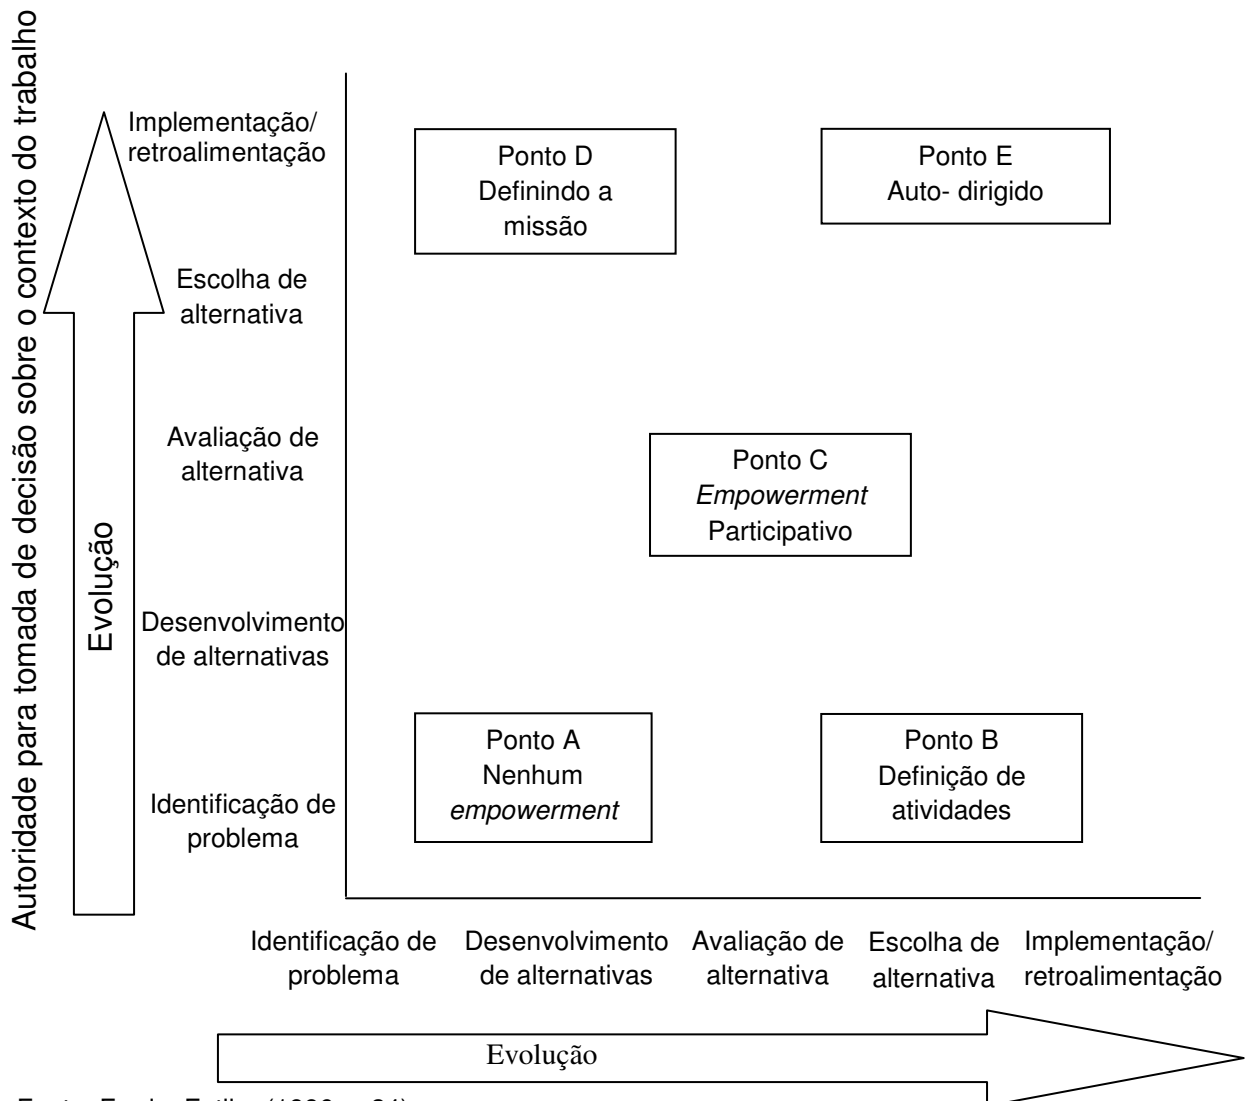 Autoridade para tomada de decisão sobre o contexto do trabalho
Evolução
Implementação/
retroalimentação
Escolha de
alternativa
Avaliação de
alternativa
Desenvolvimento
de alternativas
Identificação de
problema
Ponto D
Definindo a
missão
Ponto E
Auto- dirigido
Ponto C
Empowerment
Participativo
Ponto A
Nenhum
empowerment
Ponto B
Definição de
atividades
Identificação de
problema
Desenvolvimento
de alternativas
Avaliação de
alternativa
Escolha de
alternativa
Implementação/
retroalimentação
Evolução